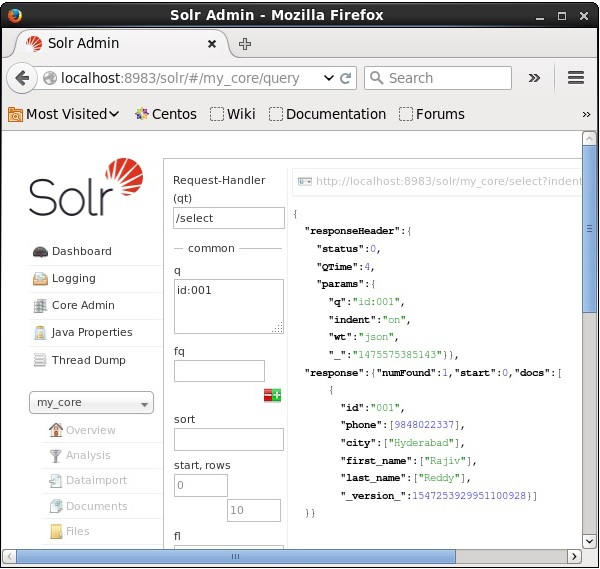 Solr Admin - Mozilla Firefox
Solr Admin
localhost:8983/solr/#/my_core/query
Search
Most Visited
Centos
Wiki
Documentation
Forums
Solr
Dashboard
Logging
Core Admin
Java Properties
Thread Dump
my_core
Overview
Analysis
Dataimport
Documents
Files
Request-Handler
(qt)
/select
common
q
id:001
fq
sort
start, rows
0
10
fl
http://localhost:8983/solr/my_core/select?indent
{
"responseHeader":{
"status":0,
"QTime":4,
"params":{
"q":"id:001",
"indent":"on",
"wt":"json",
"_":"1475575385143"}},
"response":{"numFound":1,"start":0,"docs":[
{
"id":"001",
"phone":[9848022337],
"city":["Hyderabad"],
"first_name":["Rajiv"],
"last_name":["Reddy"],
"_version_":1547253929951100928}]
}}